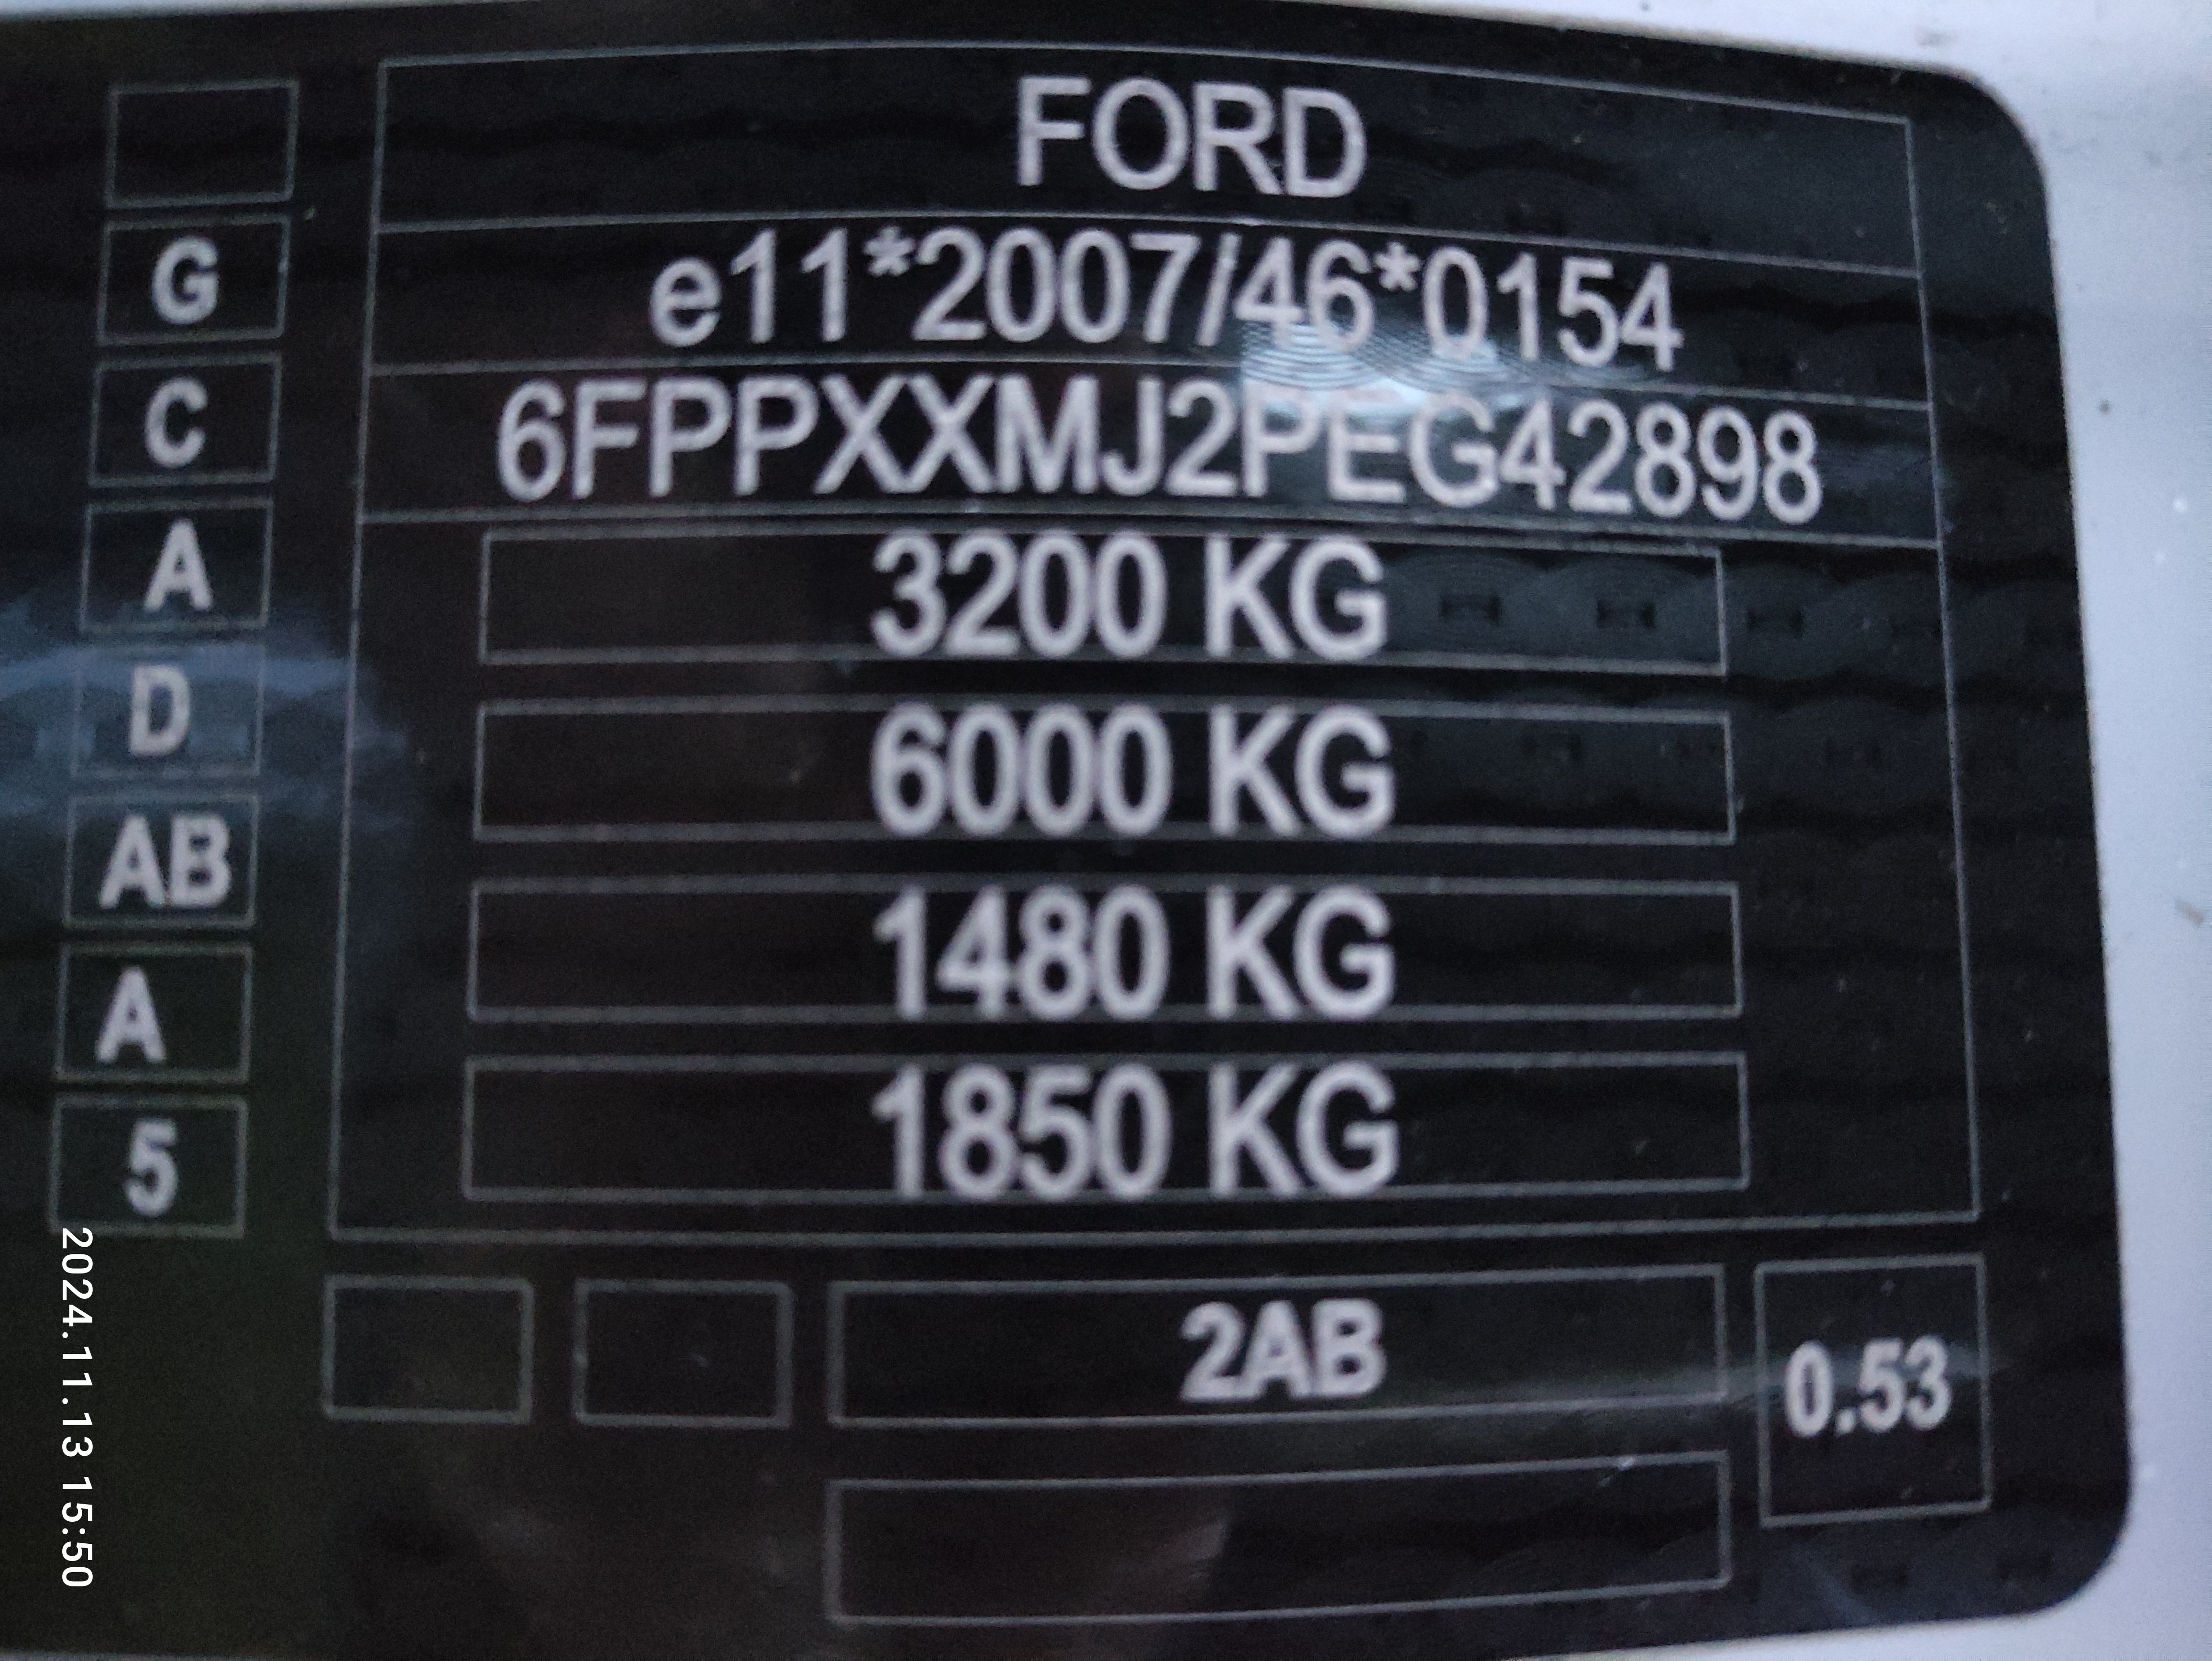 FORD
e11*2007/46*0154
6FPPXXMJ2PEG42898
3200 KG
6000 KG
1480 KG
1850 KG
G
C
A
D
AB
A
5
2AB
0.53
2024.11.13 15:50